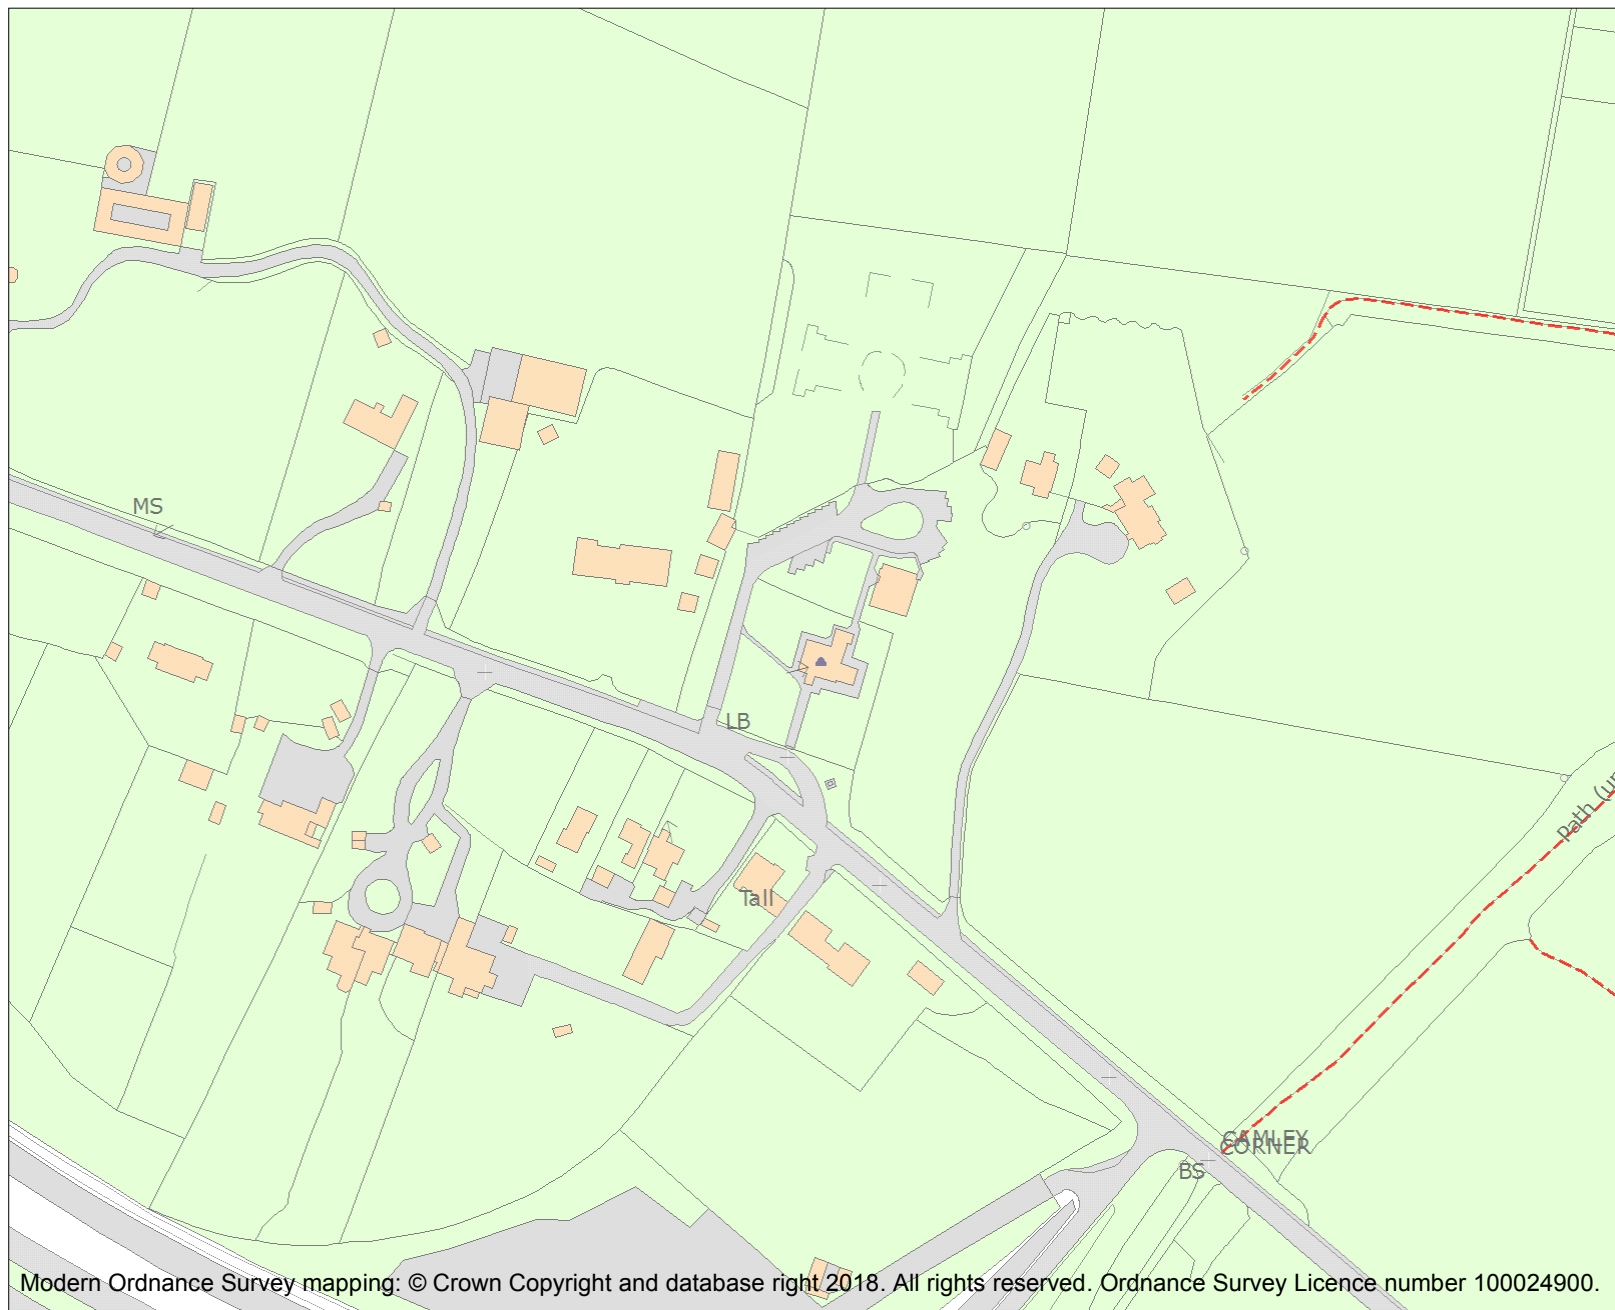 MS
LB
Path (u
Tall
CAMLEY
CORNER
BS
Modern Ordnance Survey mapping: © Crown Copyright and database right 2018. All rights reserved. Ordnance Survey Licence number 100024900.